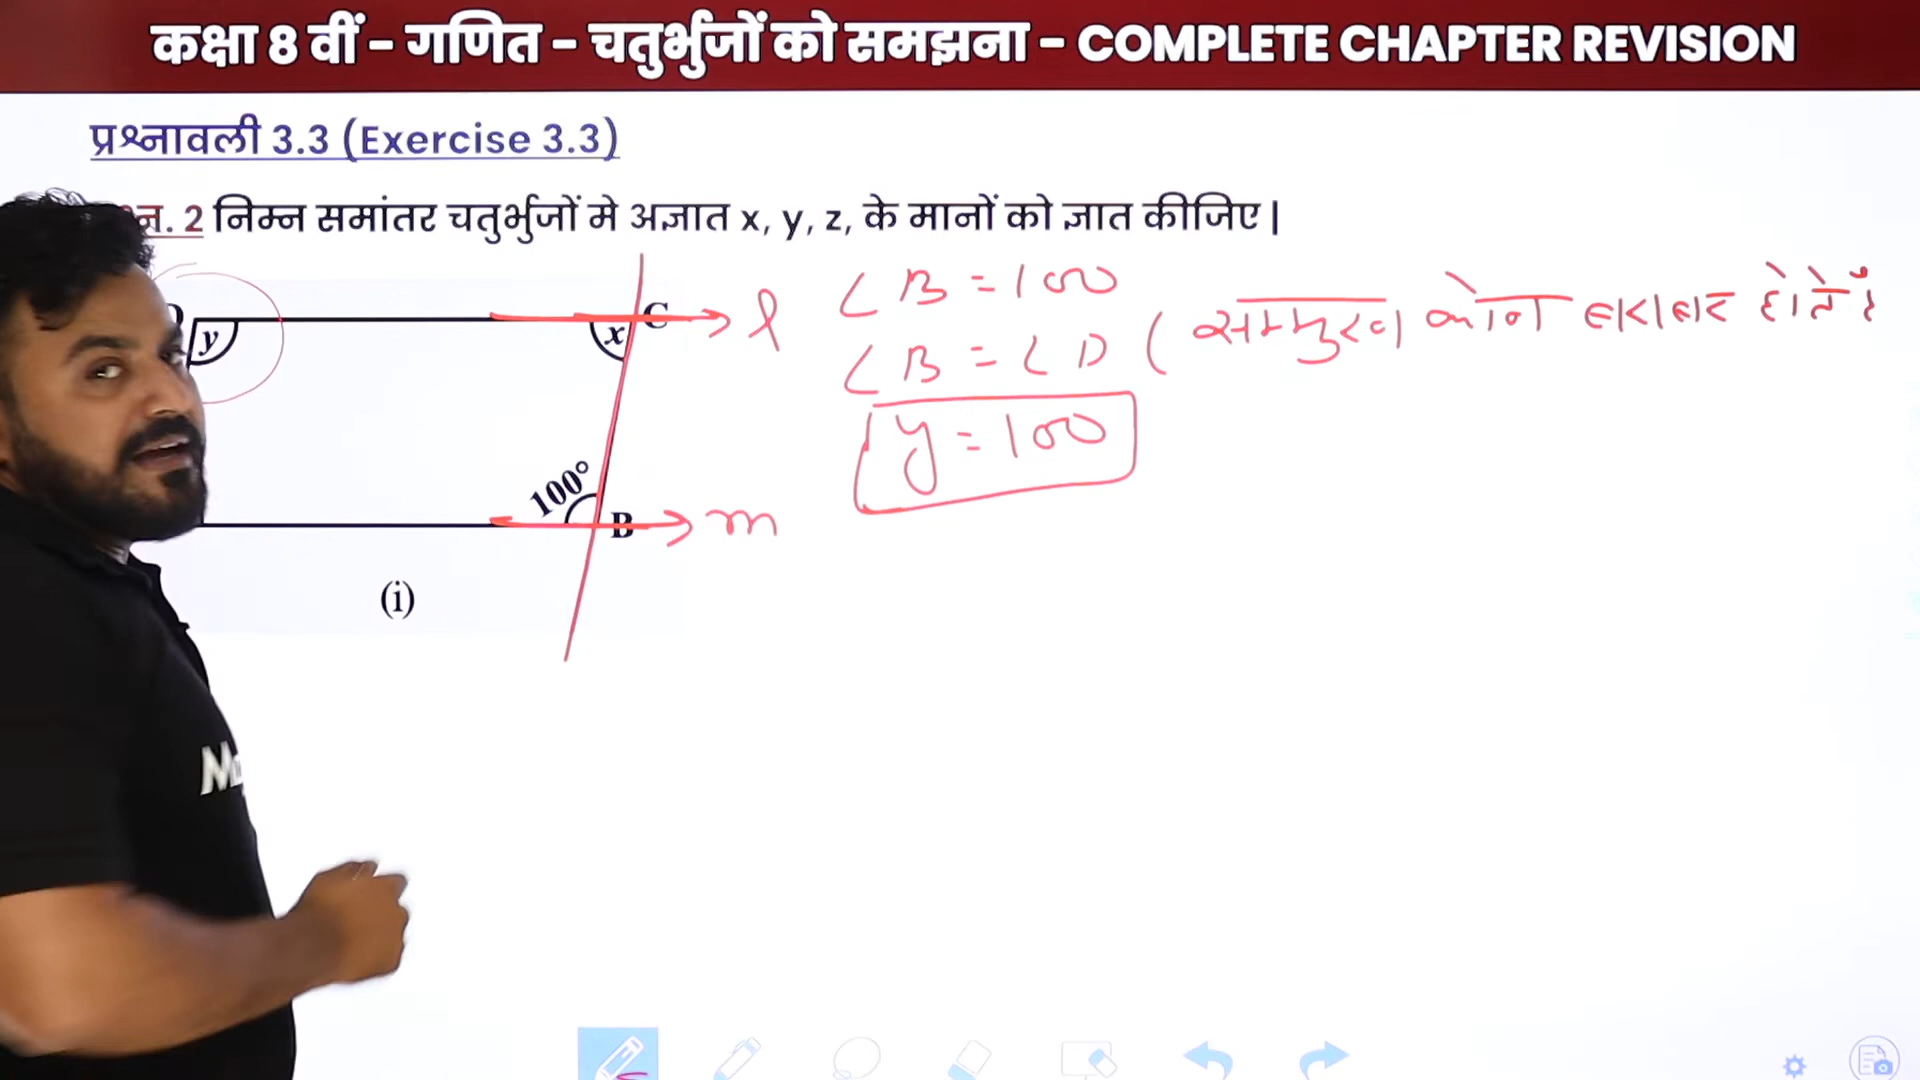 कक्षा 8 वीं – गणित – चतुर्भुजों को समझना – COMPLETE CHAPTER REVISION
प्रश्नावली 3.3 (Exercise 3.3)
न. 2 निम्न समांतर चतुर्भुजों मे अज्ञात x, y, z, के मानों को ज्ञात कीजिए |
y
x
C
l
100°
B
m
(i)
∠B = 100
∠B = ∠D ( सम्मुख कोण बराबर होते हैं
y = 100